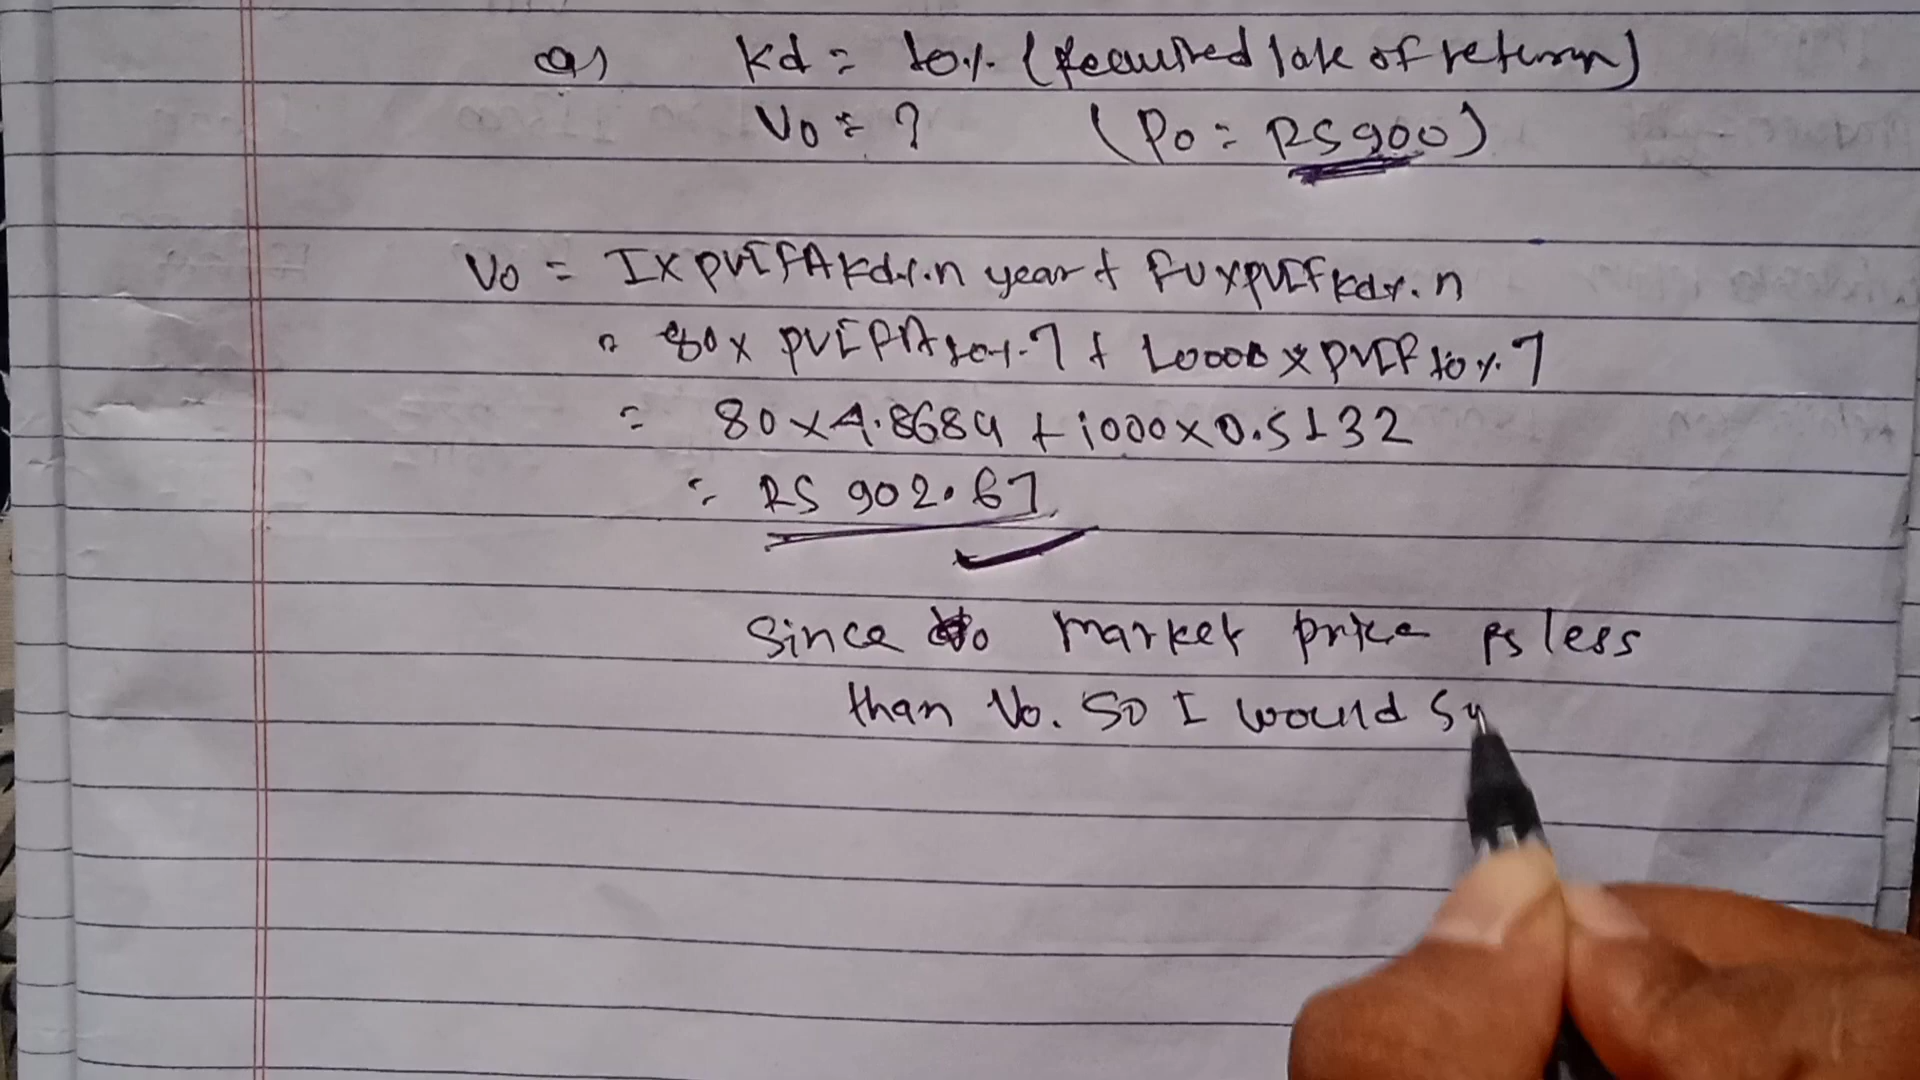 a) Kd = 10% (Required rate of return)
V0 = ? (P0 = RS 900)
V0 = I x PVIFA kd%.n year + FV x PVIF kd%.n
= 80 x PVIFA 10%.7 + 1000 x PVIF 10%.7
= 80 x 4.8684 + 1000 x 0.5132
= RS 902.67
Since market price is less
than V0. So I would su